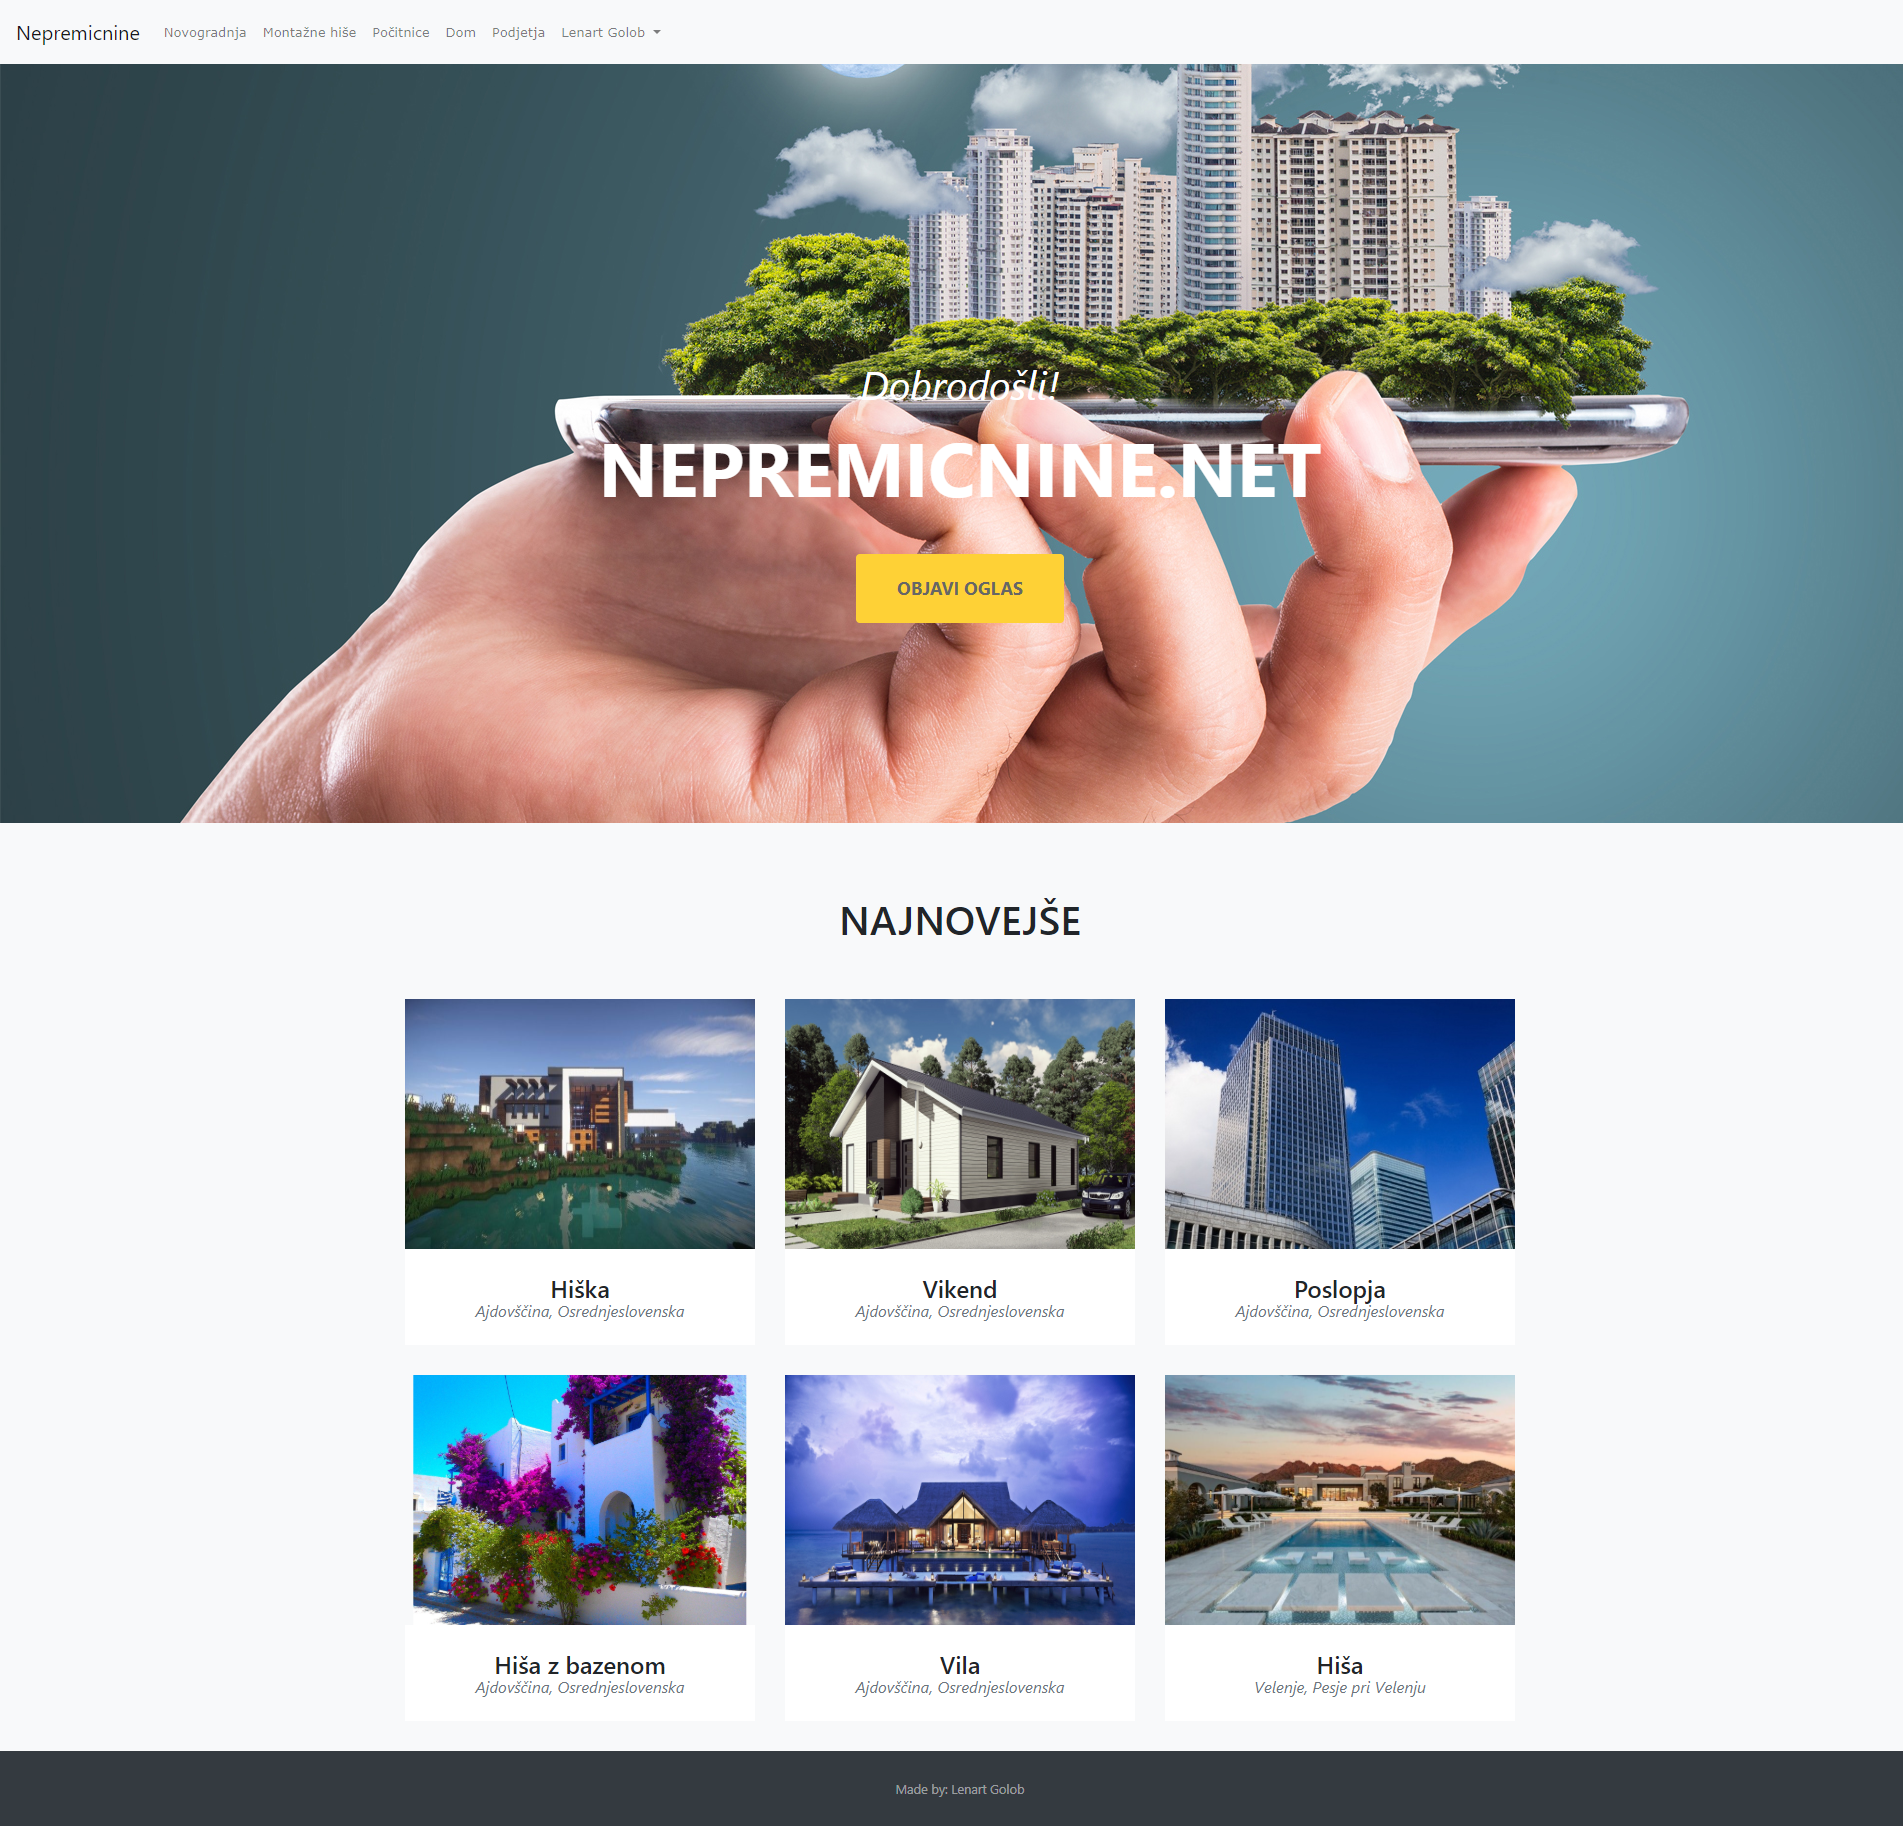 Nepremicnine Novogradnja Montažne hiše Počitnice Dom Podjetja Lenart Golob
Dobrodošli!
NEPREMICNINE.NET
OBJAVI OGLAS
NAJNOVEJŠE
Hiška
Ajdovščina, Osrednjeslovenska
Vikend
Ajdovščina, Osrednjeslovenska
Poslopja
Ajdovščina, Osrednjeslovenska
Hiša z bazenom
Ajdovščina, Osrednjeslovenska
Vila
Ajdovščina, Osrednjeslovenska
Hiša
Velenje, Pesje pri Velenju
Made by: Lenart Golob